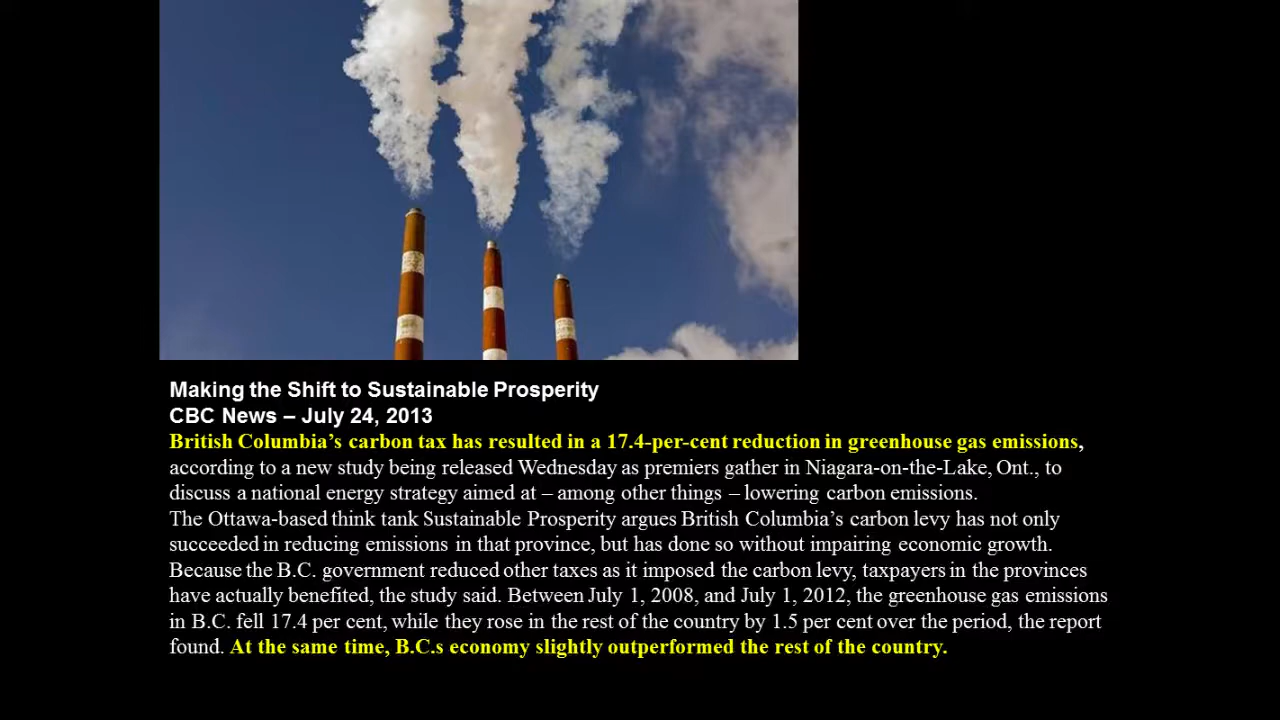 Making the Shift to Sustainable Prosperity
CBC News – July 24, 2013
British Columbia’s carbon tax has resulted in a 17.4-per-cent reduction in greenhouse gas emissions,
according to a new study being released Wednesday as premiers gather in Niagara-on-the-Lake, Ont., to
discuss a national energy strategy aimed at – among other things – lowering carbon emissions.
The Ottawa-based think tank Sustainable Prosperity argues British Columbia’s carbon levy has not only
succeeded in reducing emissions in that province, but has done so without impairing economic growth.
Because the B.C. government reduced other taxes as it imposed the carbon levy, taxpayers in the provinces
have actually benefited, the study said. Between July 1, 2008, and July 1, 2012, the greenhouse gas emissions
in B.C. fell 17.4 per cent, while they rose in the rest of the country by 1.5 per cent over the period, the report
found. At the same time, B.C.s economy slightly outperformed the rest of the country.